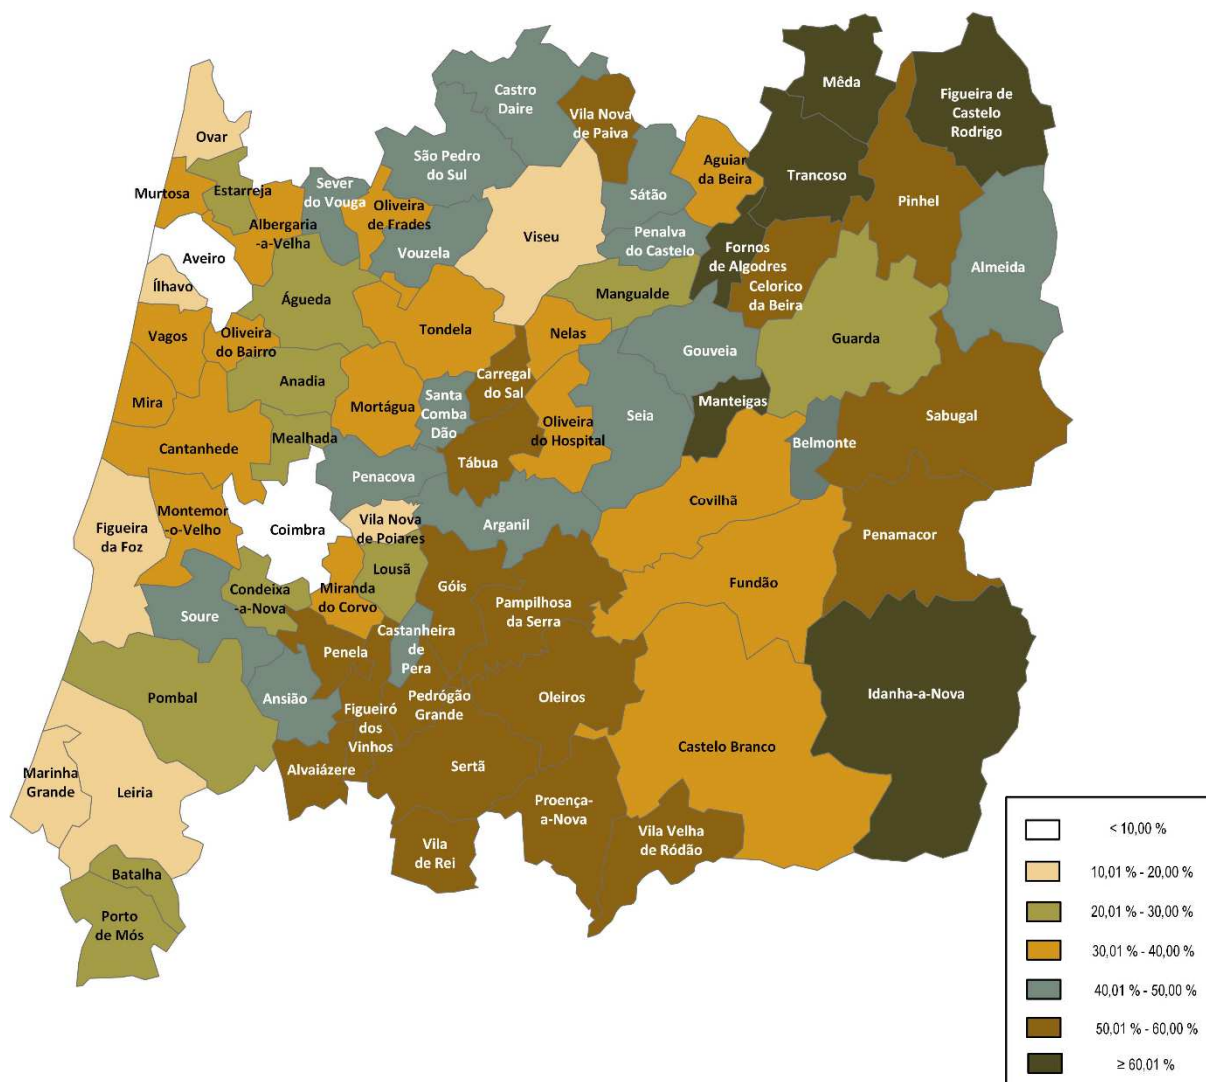 Mêda
Castro
Daire
Figueira de
Castelo
Rodrigo
Vila Nova
de Paiva
Ovar
São Pedro
do Sul
Aguiar
da Beira
Trancoso
Murtosa
Estarreja
Sever
do Vouga
Oliveira
de Frades
Sátão
Pinhel
Albergaria
-a-Velha
Viseu
Penalva
do Castelo
Fornos
de Algodres
Vouzela
Aveiro
Almeida
Ílhavo
Águeda
Mangualde
Celorico
da Beira
Vagos
Oliveira
do Bairro
Tondela
Nelas
Gouveia
Guarda
Anadia
Carregal
do Sal
Mira
Mortágua
Santa
Comba
Dão
Manteigas
Seia
Sabugal
Oliveira
do Hospital
Cantanhede
Mealhada
Belmonte
Tábua
Penacova
Covilhã
Figueira
da Foz
Montemor
-o-Velho
Coimbra
Vila Nova
de Poiares
Arganil
Penamacor
Lousã
Condeixa
-a-Nova
Miranda
do Corvo
Góis
Fundão
Soure
Pampilhosa
da Serra
Castanheira
de
Pera
Penela
Pombal
Ansião
Pedrógão
Grande
Oleiros
Idanha-a-Nova
Figueiró
dos
Vinhos
Castelo Branco
Marinha
Grande
Leiria
Alvaiázere
Sertã
Proença-
a-Nova
Vila
de Rei
Vila Velha
de Ródão
Batalha
Porto
de Mós
< 10,00 %
10,01 % - 20,00 %
20,01 % - 30,00 %
30,01 % - 40,00 %
40,01 % - 50,00 %
50,01 % - 60,00 %
≥ 60,01 %